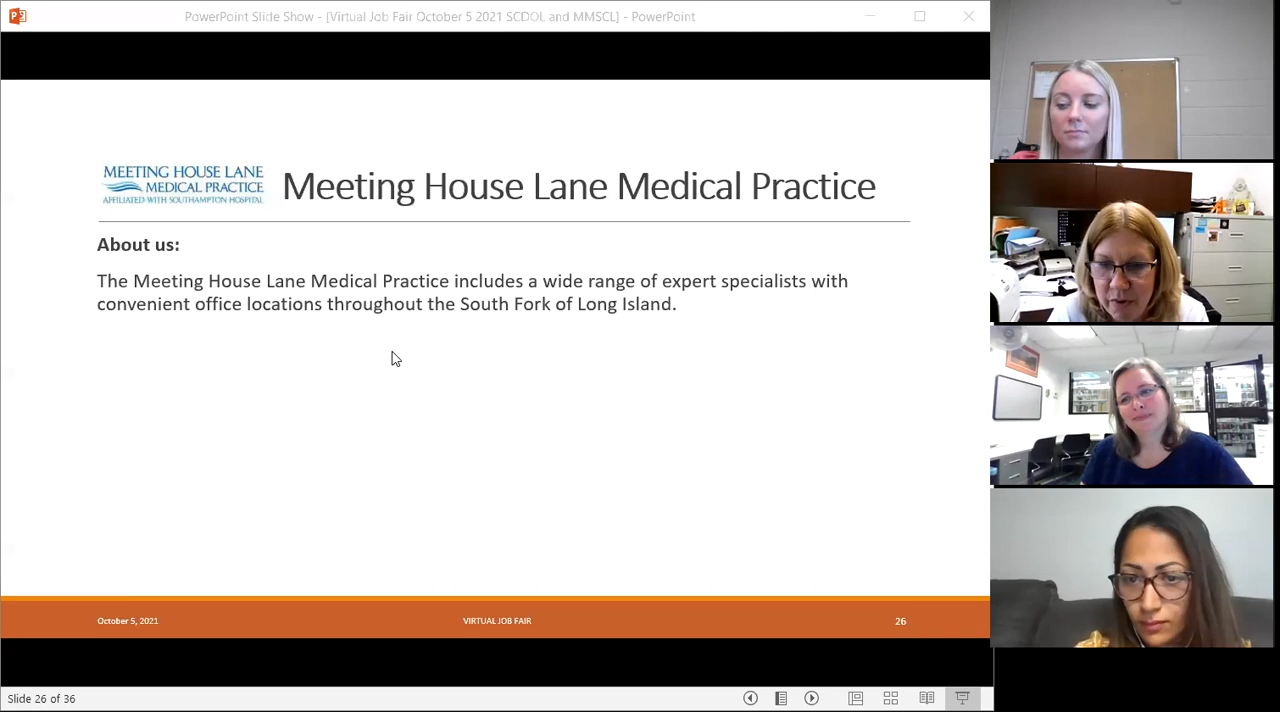 PowerPoint Slide Show - [Virtual Job Fair October 5 2021 SCDOL and MMSCL] - PowerPoint
MEETING HOUSE LANE
MEDICAL PRACTICE
AFFILIATED WITH SOUTHAMPTON HOSPITAL
Meeting House Lane Medical Practice
About us:
The Meeting House Lane Medical Practice includes a wide range of expert specialists with
convenient office locations throughout the South Fork of Long Island.
October 5, 2021
VIRTUAL JOB FAIR
26
Slide 26 of 36